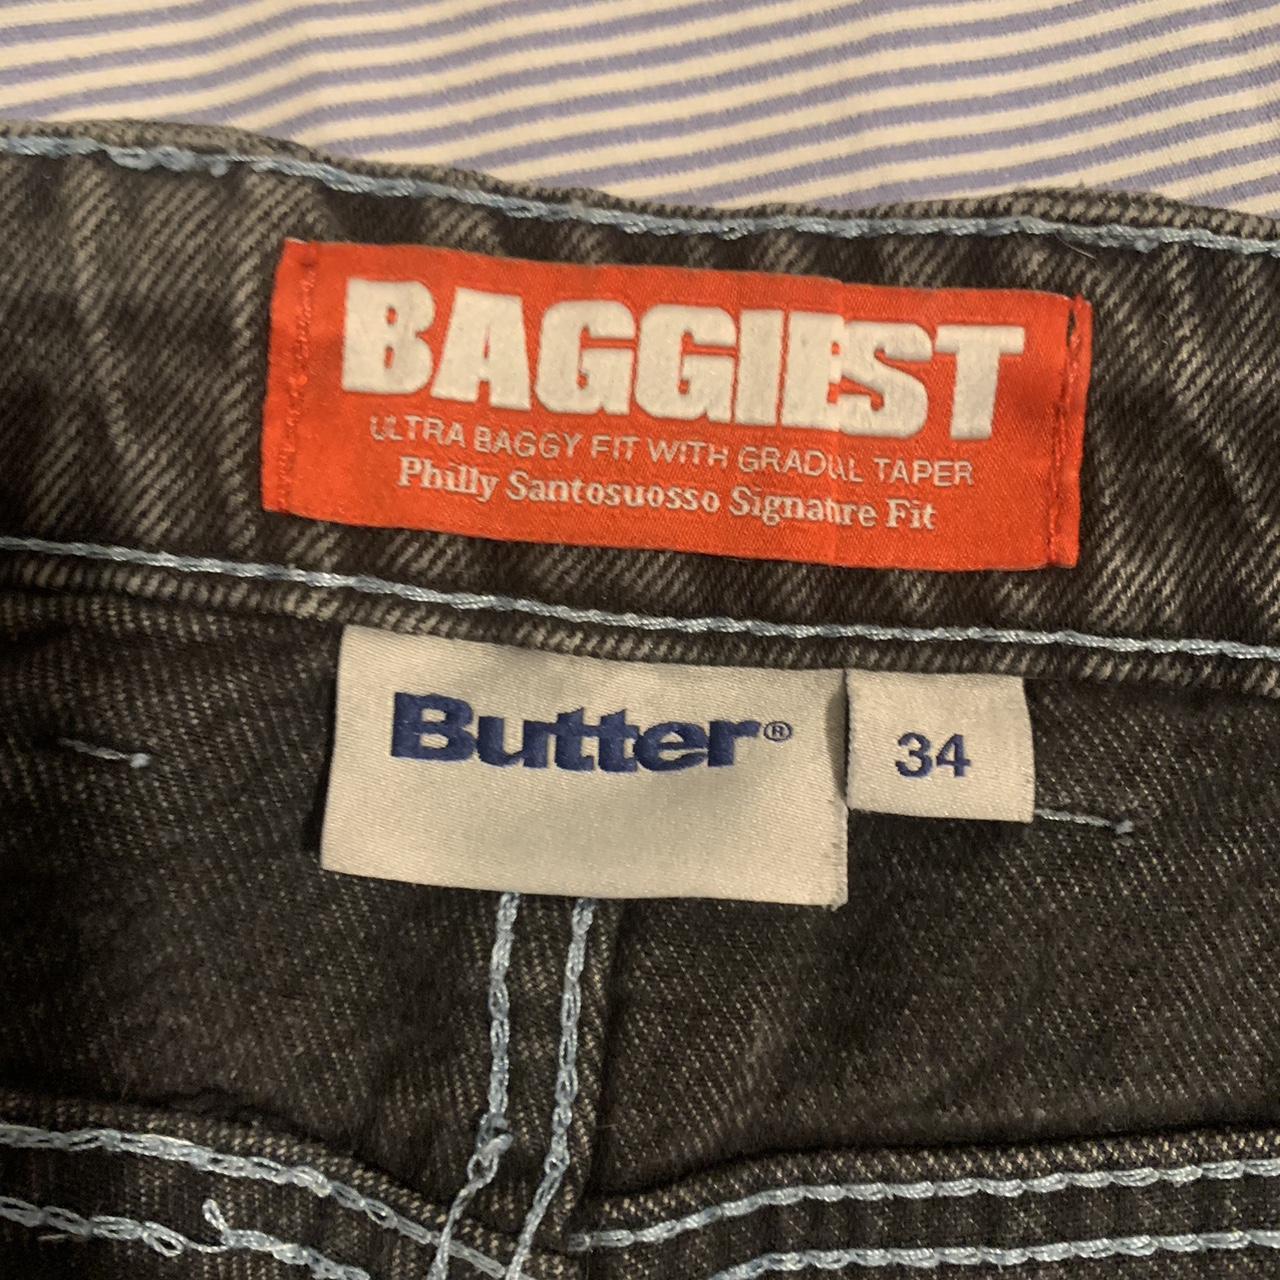 BAGGIEST
ULTRA BAGGY FIT WITH GRADUAL TAPER
Philly Santosuosso Signature Fit
Butter®
34